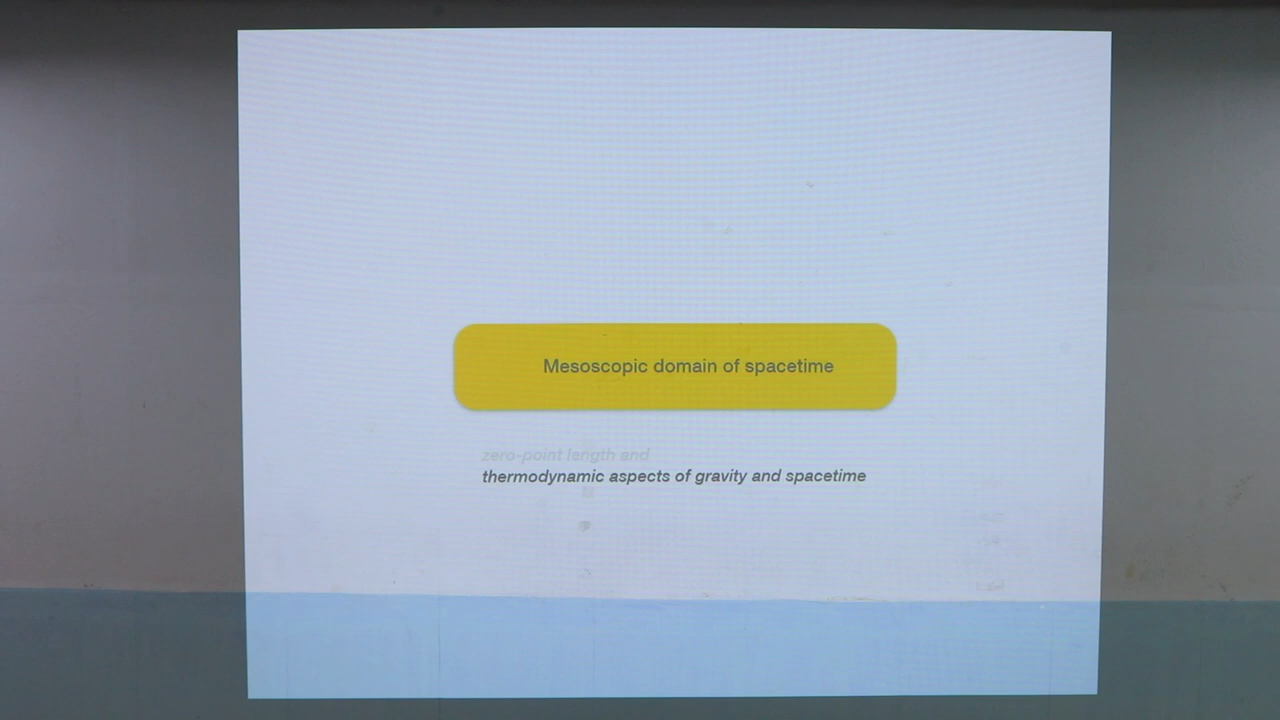 Mesoscopic domain of spacetime
zero-point length and
thermodynamic aspects of gravity and spacetime